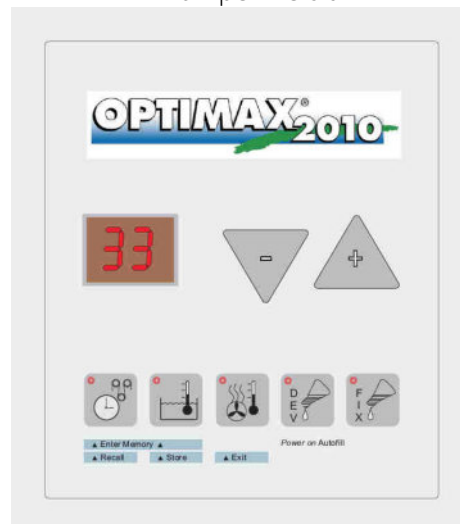 OPTIMAX®
2010
33
- +
D E V
F I X
▲ Enter Memory ▲
Power on Autofill
▲ Recall ▲ Store ▲ Exit